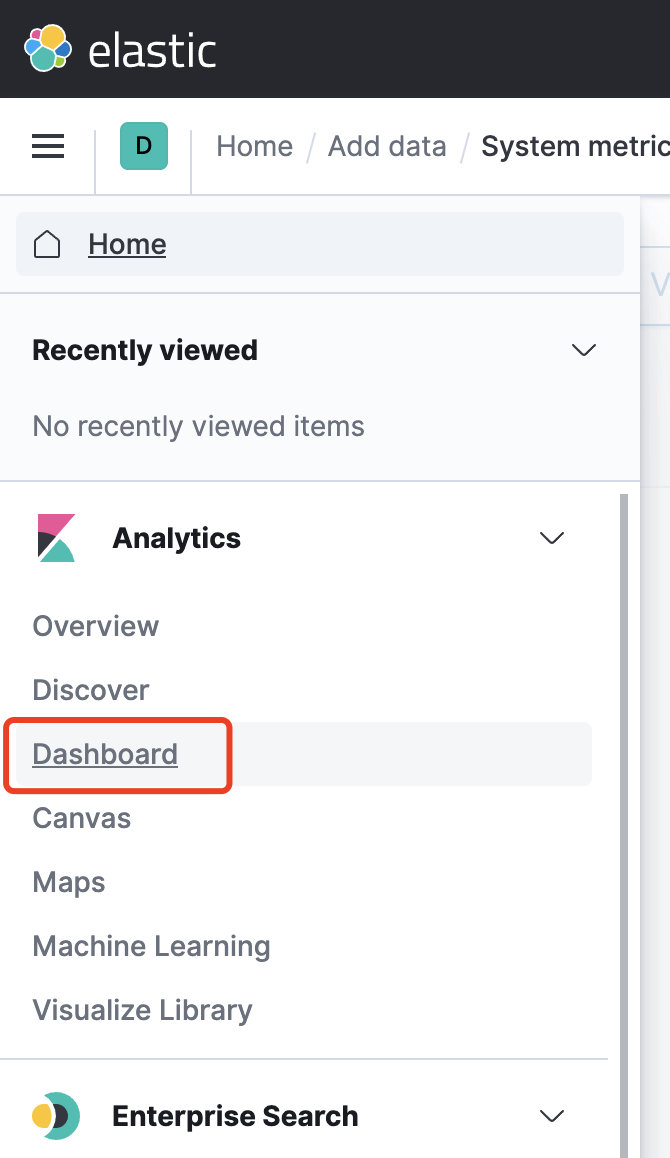 elastic
D Home / Add data / System metric
Home
Recently viewed
No recently viewed items
Analytics
Overview
Discover
Dashboard
Canvas
Maps
Machine Learning
Visualize Library
Enterprise Search